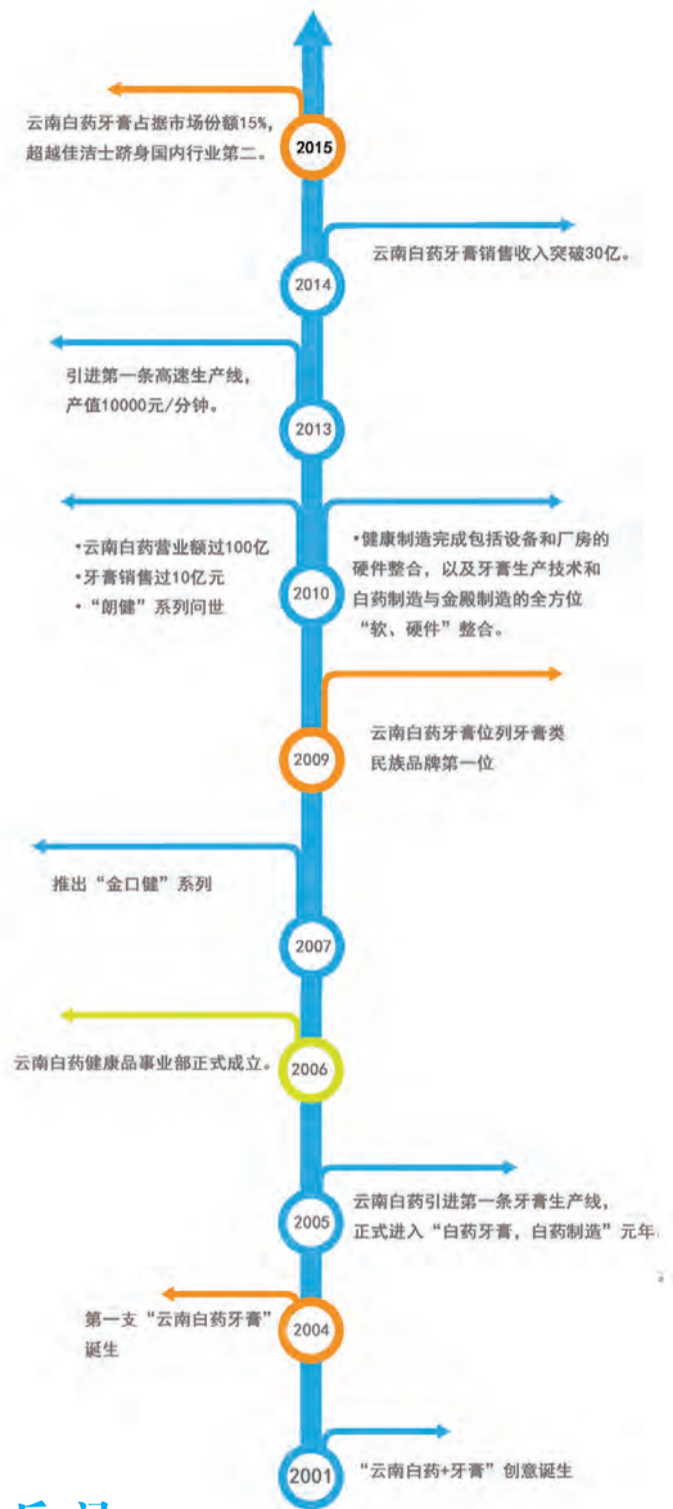 云南白药牙膏占据市场份额15%，
超越佳洁士跻身国内行业第二。
2015
云南白药牙膏销售收入突破30亿。
2014
引进第一条高速生产线，
产值10000元/分钟。
2013
·云南白药营业额过100亿
·牙膏销售过10亿元
·“朗健”系列问世
·健康制造完成包括设备和厂房的
硬件整合，以及牙膏生产技术和
白药制造与金殿制造的全方位
“软、硬件”整合。
2010
云南白药牙膏位列牙膏类
民族品牌第一位
2009
推出“金口健”系列
2007
云南白药健康品事业部正式成立。
2006
云南白药引进第一条牙膏生产线，
正式进入“白药牙膏，白药制造”元年
2005
第一支“云南白药牙膏”
诞生
2004
“云南白药+牙膏”创意诞生
2001